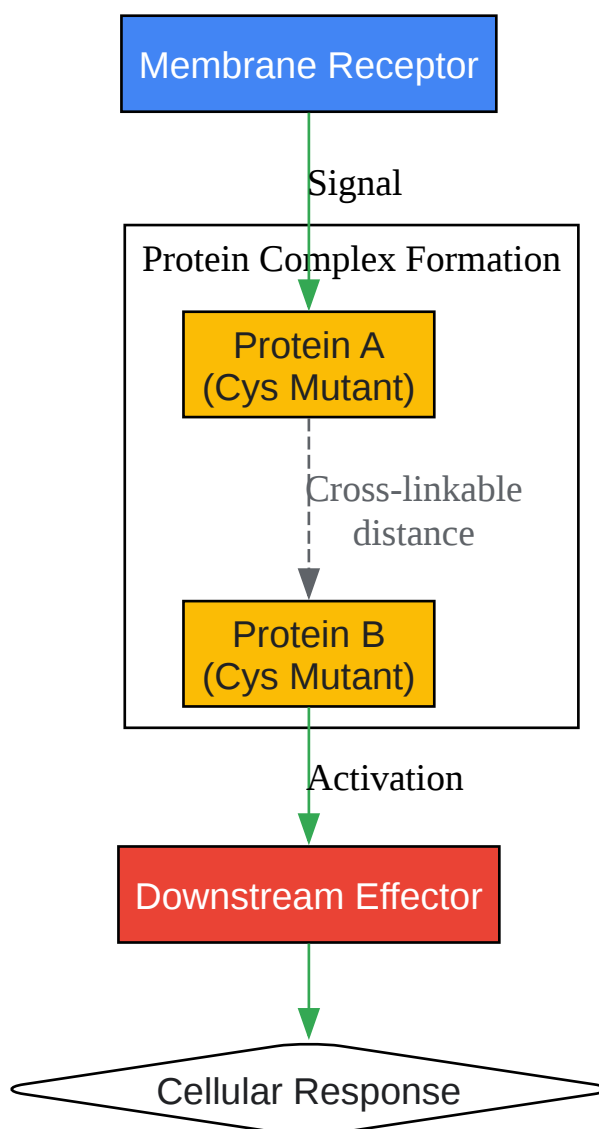 Membrane Receptor
Signal
Protein Complex Formation
Protein A
(Cys Mutant)
Cross-linkable
distance
Protein B
(Cys Mutant)
Activation
Downstream Effector
Cellular Response